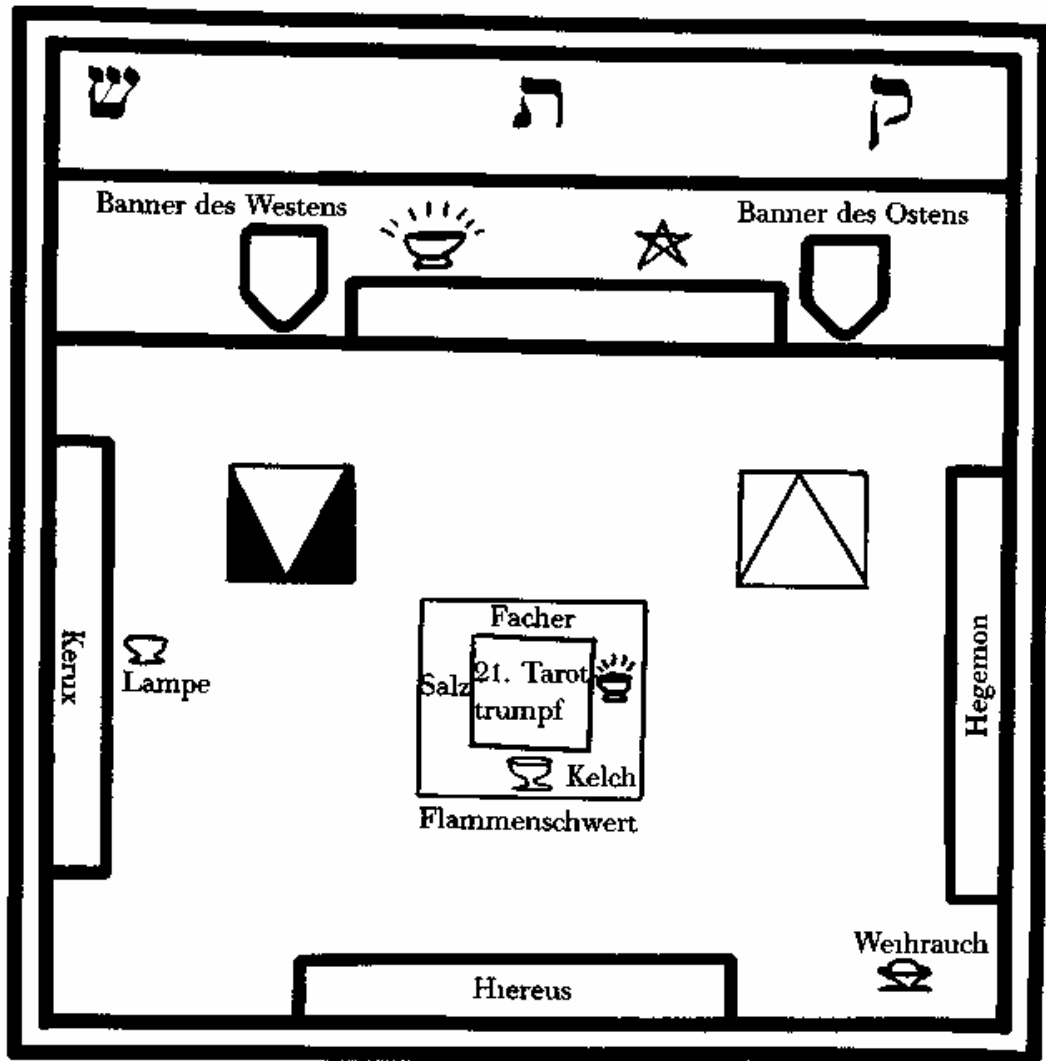 ש ת ק
Banner des Westens
Banner des Ostens
Facher
Salz
21. Tarot
trumpf
Kelch
Flammenschwert
Kerux
Lampe
Hegemon
Weihrauch
Hiereus